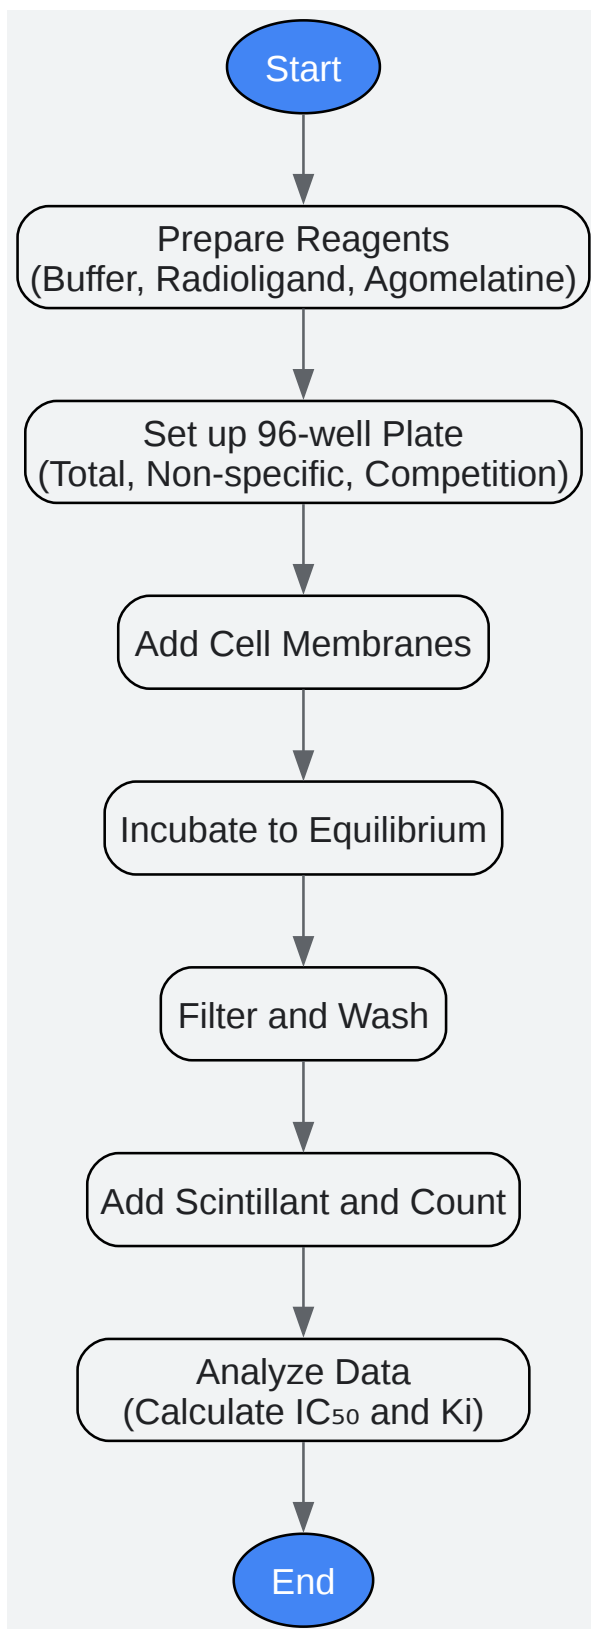 Start
Prepare Reagents
(Buffer, Radioligand, Agomelatine)
Set up 96-well Plate
(Total, Non-specific, Competition)
Add Cell Membranes
Incubate to Equilibrium
Filter and Wash
Add Scintillant and Count
Analyze Data
(Calculate IC₅₀ and Ki)
End